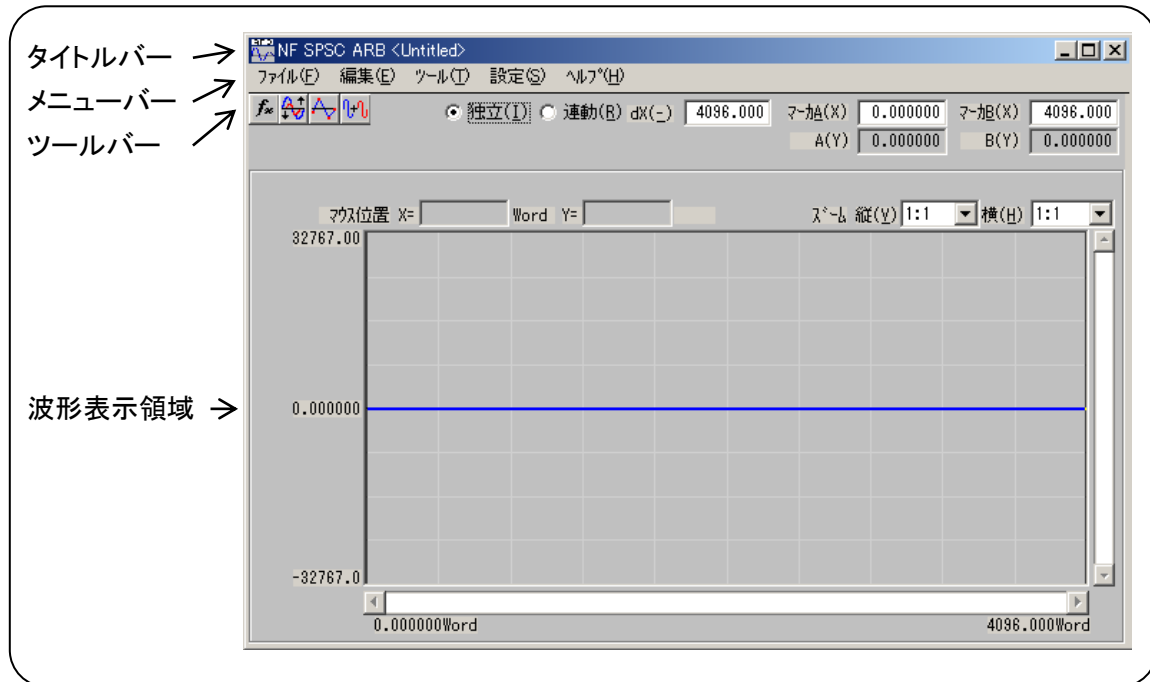 タイトルバー
メニューバー
ツールバー
波形表示領域
NF SPSC ARB <Untitled>
ファイル(F) 編集(E) ツール(T) 設定(S) ヘルプ(H)
独立(I) 連動(R) dX(-) 4096.000 マーカA(X) 0.000000 マーカB(X) 4096.000
A(Y) 0.000000 B(Y) 0.000000
マウス位置 X= Word Y= ズーム 縦(V) 1:1 横(H) 1:1
32767.00
0.000000
-32767.0
0.000000Word 4096.000Word